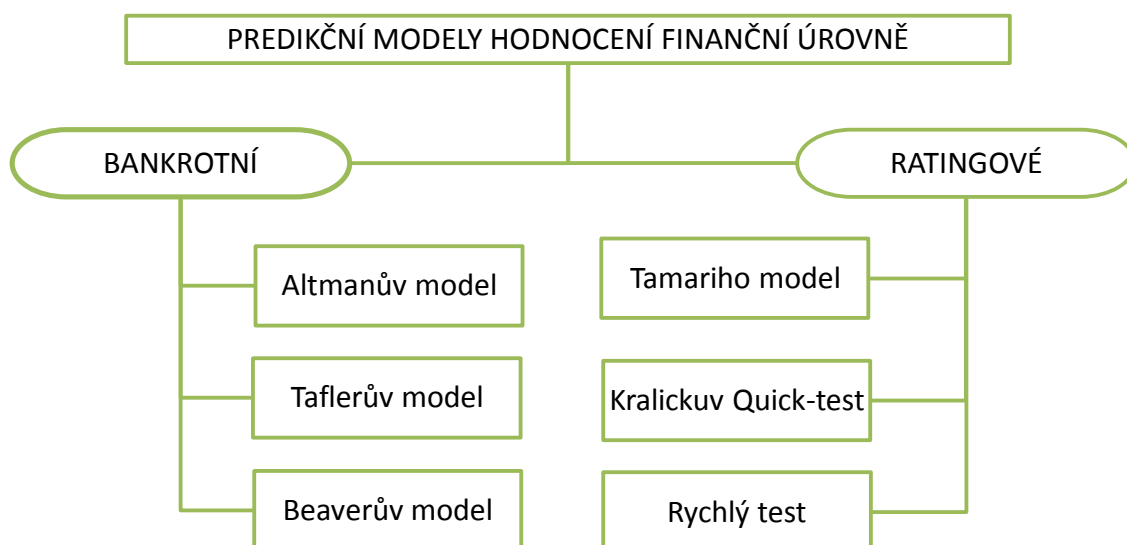 PREDIKČNÍ MODELY HODNOCENÍ FINANČNÍ ÚROVNĚ
BANKROTNÍ
RATINGOVÉ
Altmanův model
Taflerův model
Beaverův model
Tamariho model
Kralickuv Quick-test
Rychlý test